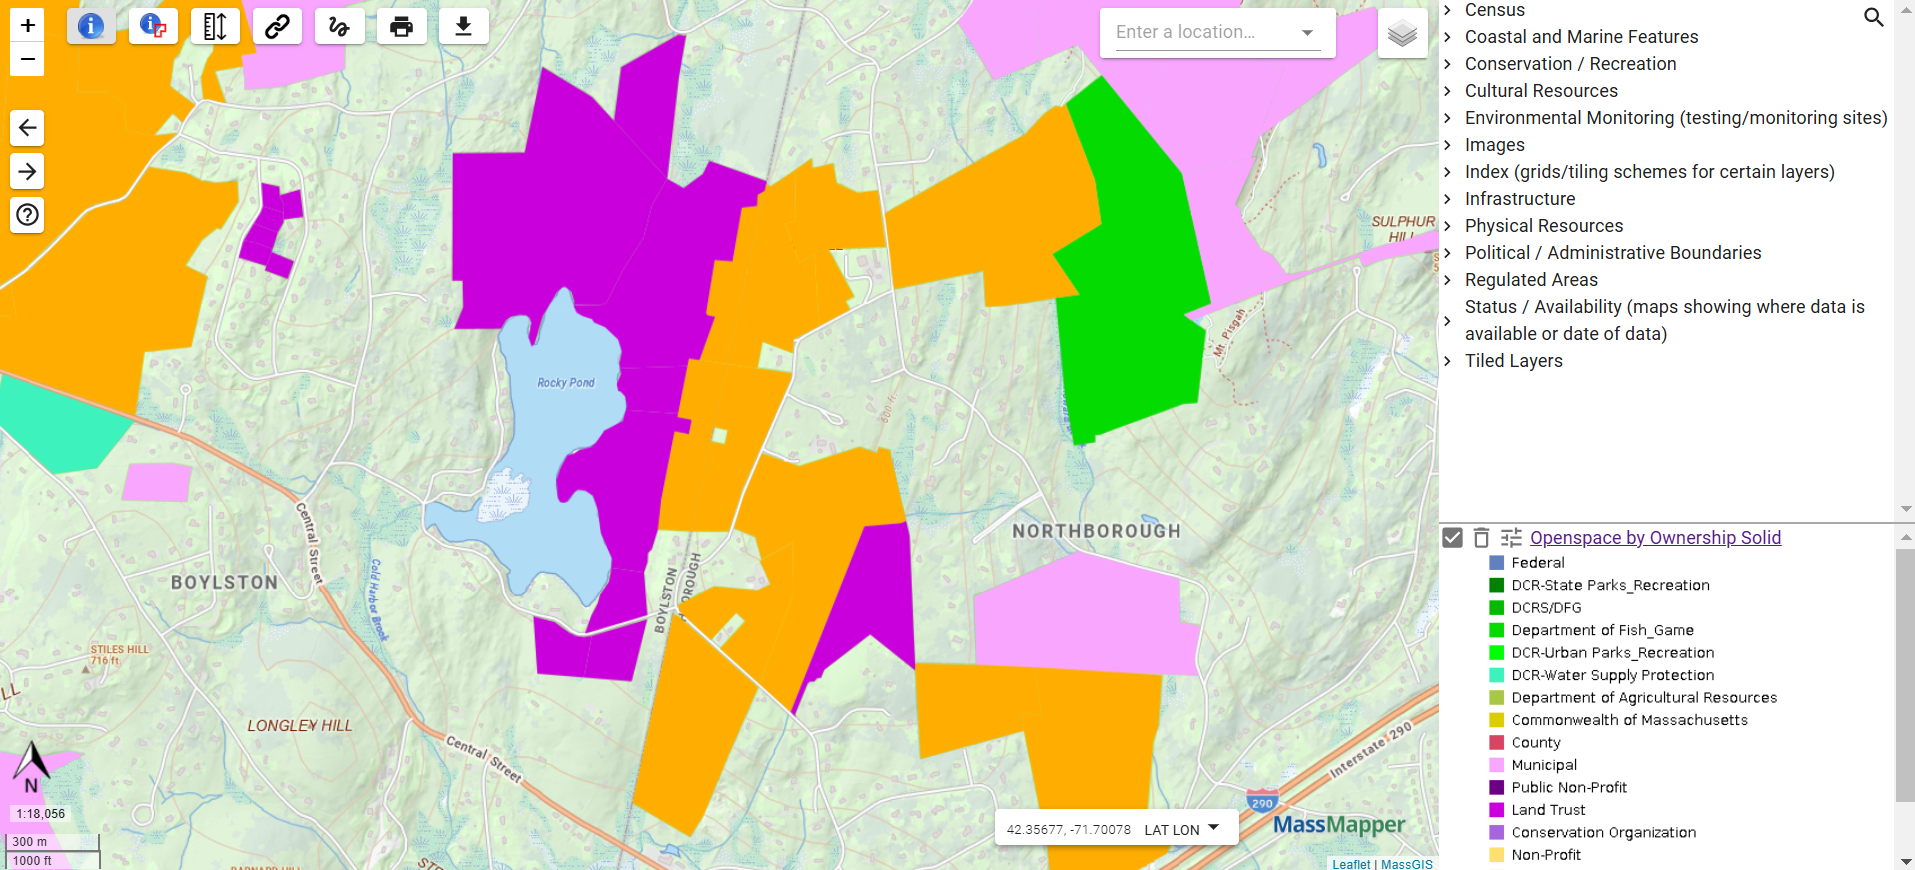 +
−
Enter a location...
N
1:18,056
300 m
1000 ft
Rocky Pond
Central Street
Cold Harbor Brook
BOYLSTON
STILES HILL
716 ft
LONGLEY HILL
Central Street
BOYLSTON
NORTHBOROUGH
600 ft
Mt. Pisgah
SULPHUR
HILL
Interstate 290
290
MassMapper
42.35677, -71.70078 LAT LON
Leaflet | MassGIS
Census
Coastal and Marine Features
Conservation / Recreation
Cultural Resources
Environmental Monitoring (testing/monitoring sites)
Images
Index (grids/tiling schemes for certain layers)
Infrastructure
Physical Resources
Political / Administrative Boundaries
Regulated Areas
Status / Availability (maps showing where data is
available or date of data)
Tiled Layers
Openspace by Ownership Solid
Federal
DCR-State Parks_Recreation
DCRS/DFG
Department of Fish_Game
DCR-Urban Parks_Recreation
DCR-Water Supply Protection
Department of Agricultural Resources
Commonwealth of Massachusetts
County
Municipal
Public Non-Profit
Land Trust
Conservation Organization
Non-Profit